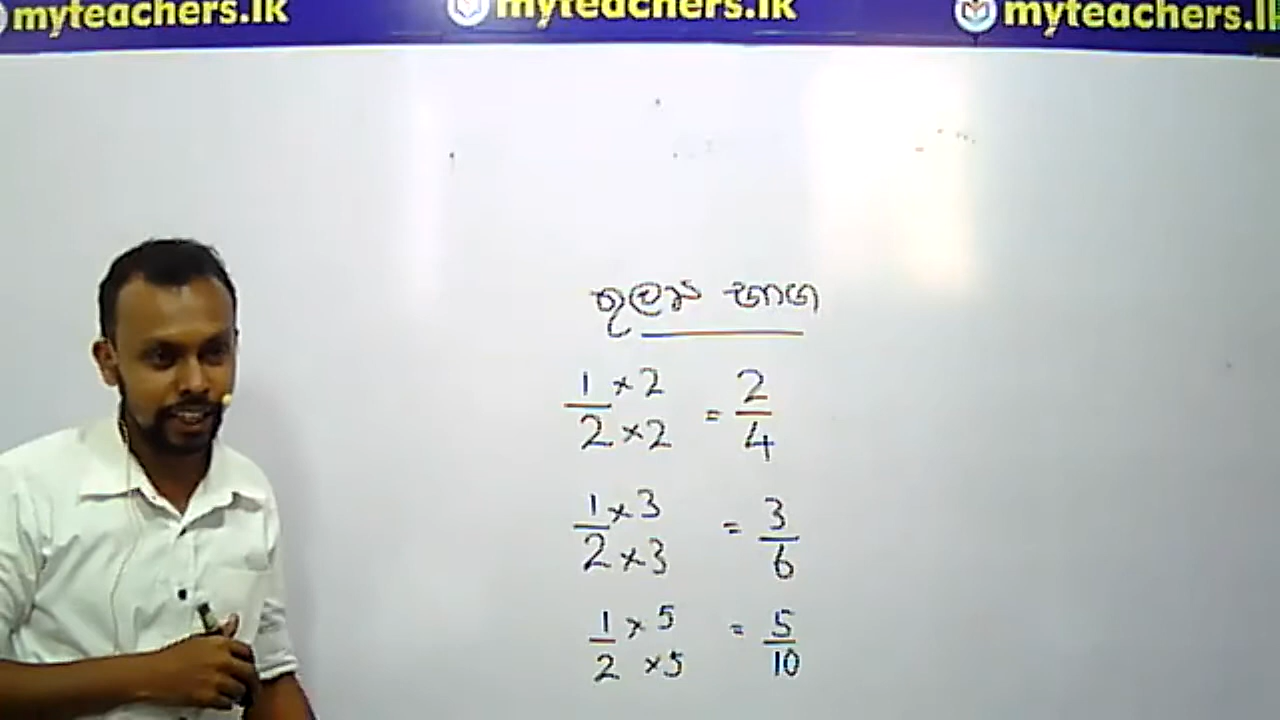 myteachers.lk myteachers.lk myteachers.l
තුල්‍ය භාග
1 × 2 / 2 × 2 = 2/4
1 × 3 / 2 × 3 = 3/6
1 × 5 / 2 × 5 = 5/10